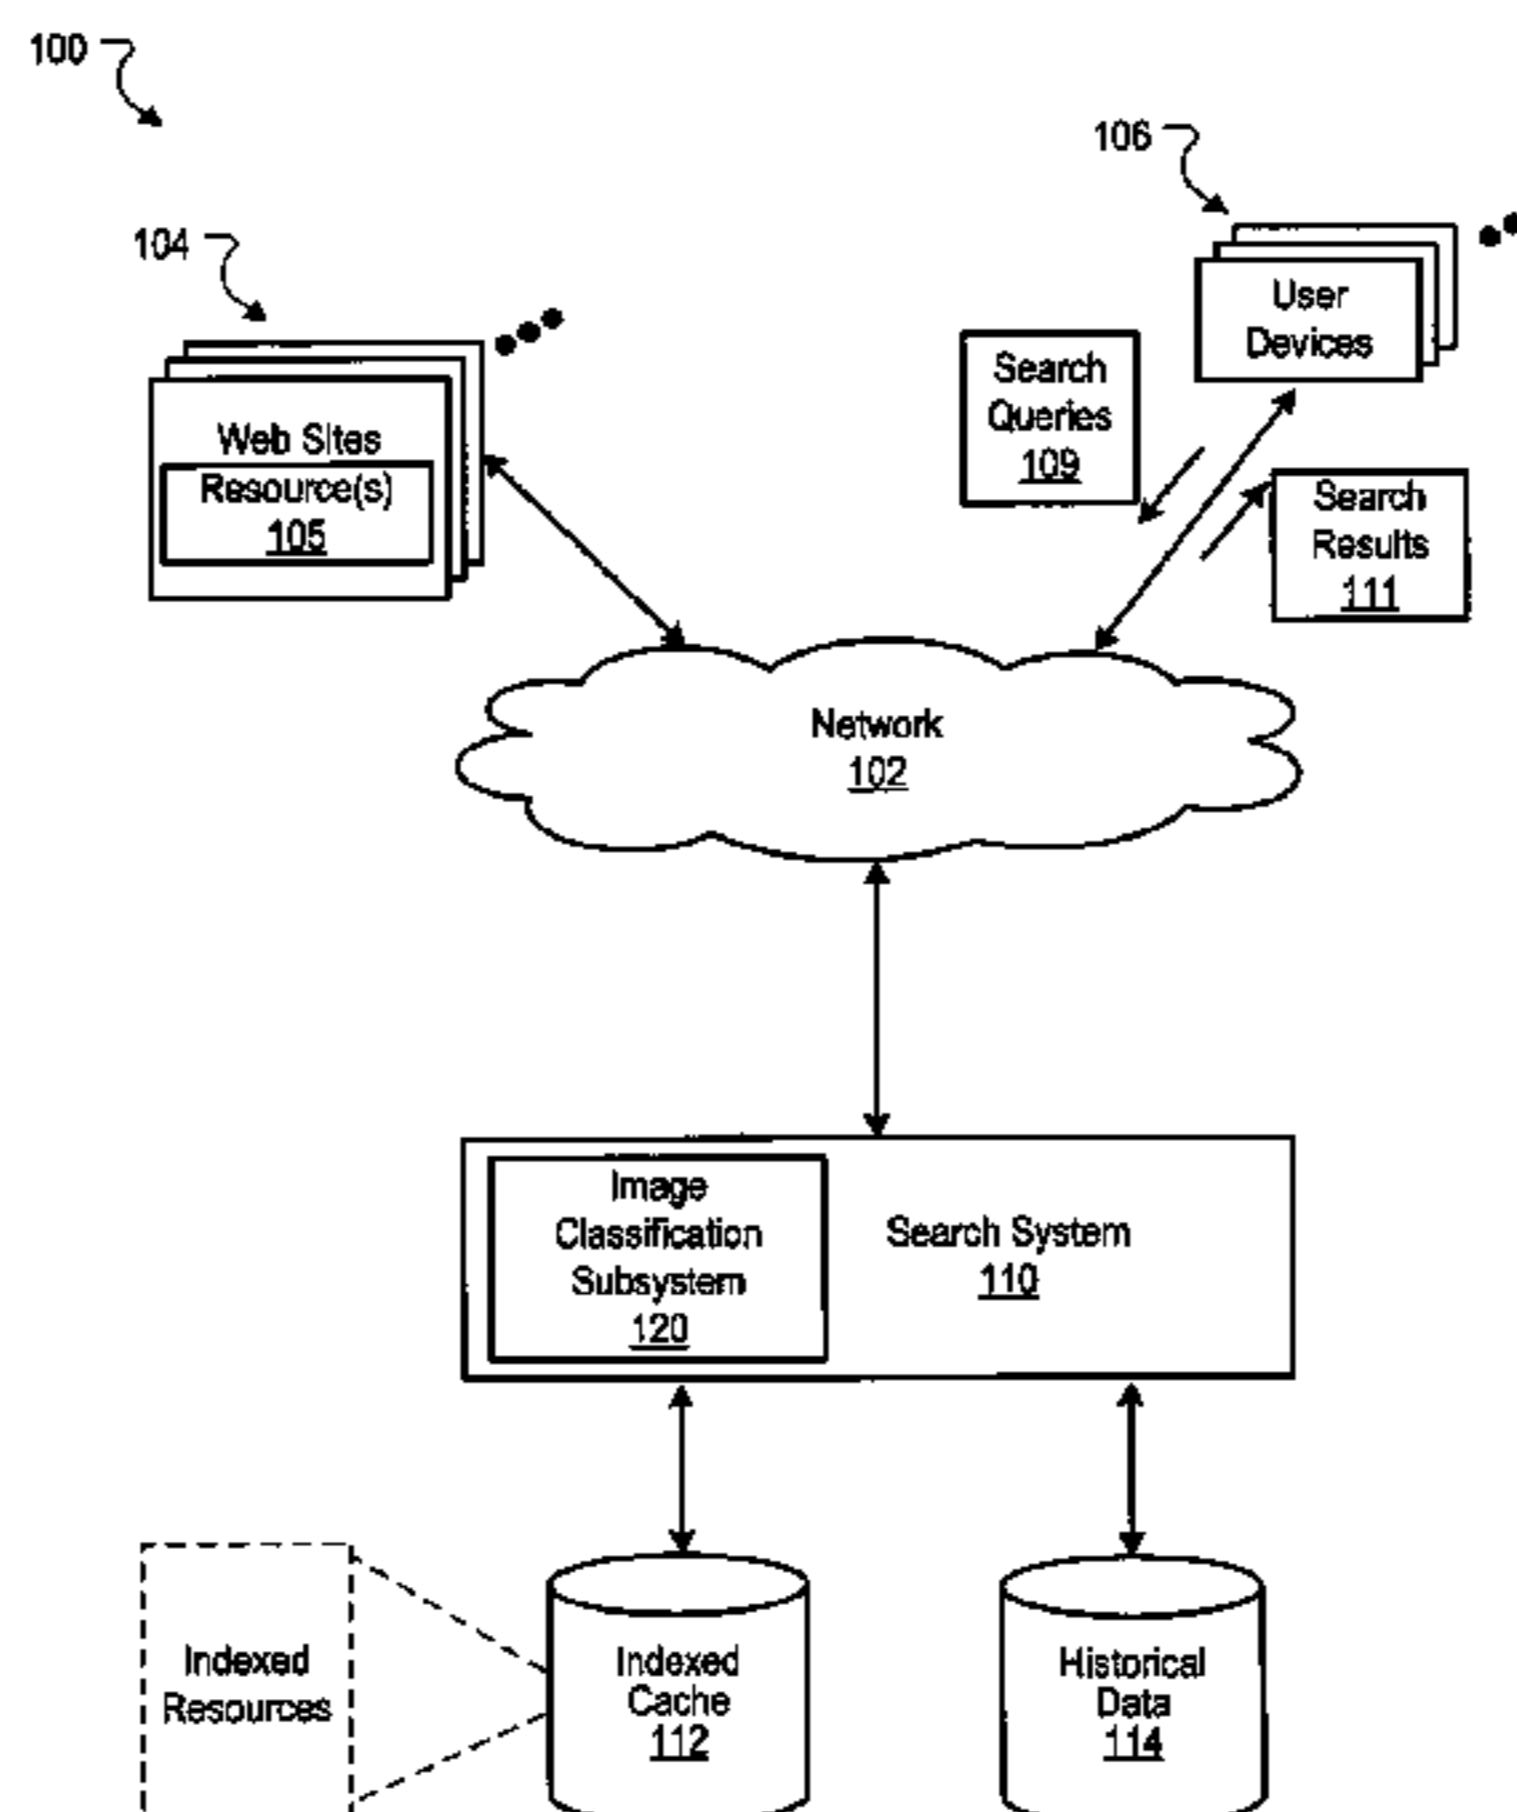 100
106
104
User
Devices
Search
Queries
109
Web Sites
Resource(s)
105
Search
Results
111
Network
102
Image
Classification
Subsystem
120
Search System
110
Indexed
Resources
Indexed
Cache
112
Historical
Data
114